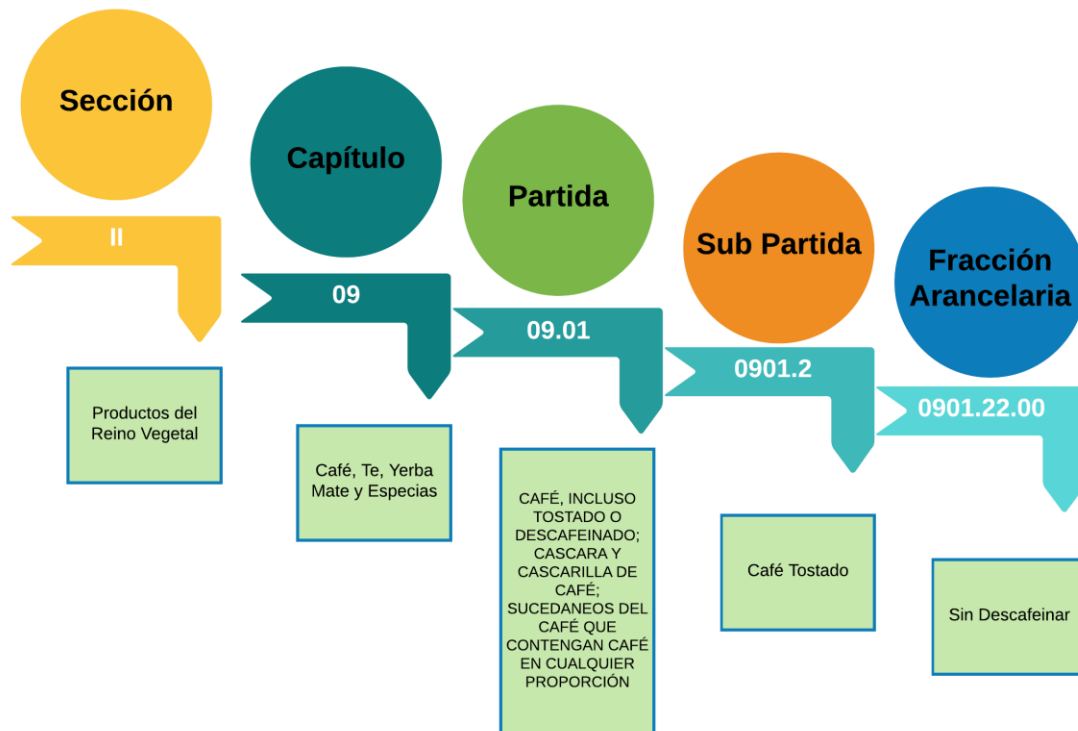 Sección
II
Productos del
Reino Vegetal
Capítulo
09
Café, Te, Yerba
Mate y Especias
Partida
09.01
CAFÉ, INCLUSO
TOSTADO O
DESCAFEINADO;
CASCARA Y
CASCARILLA DE
CAFÉ;
SUCEDANEOS DEL
CAFÉ QUE
CONTENGAN CAFÉ
EN CUALQUIER
PROPORCIÓN
Sub Partida
0901.2
Café Tostado
Fracción
Arancelaria
0901.22.00
Sin Descafeinar